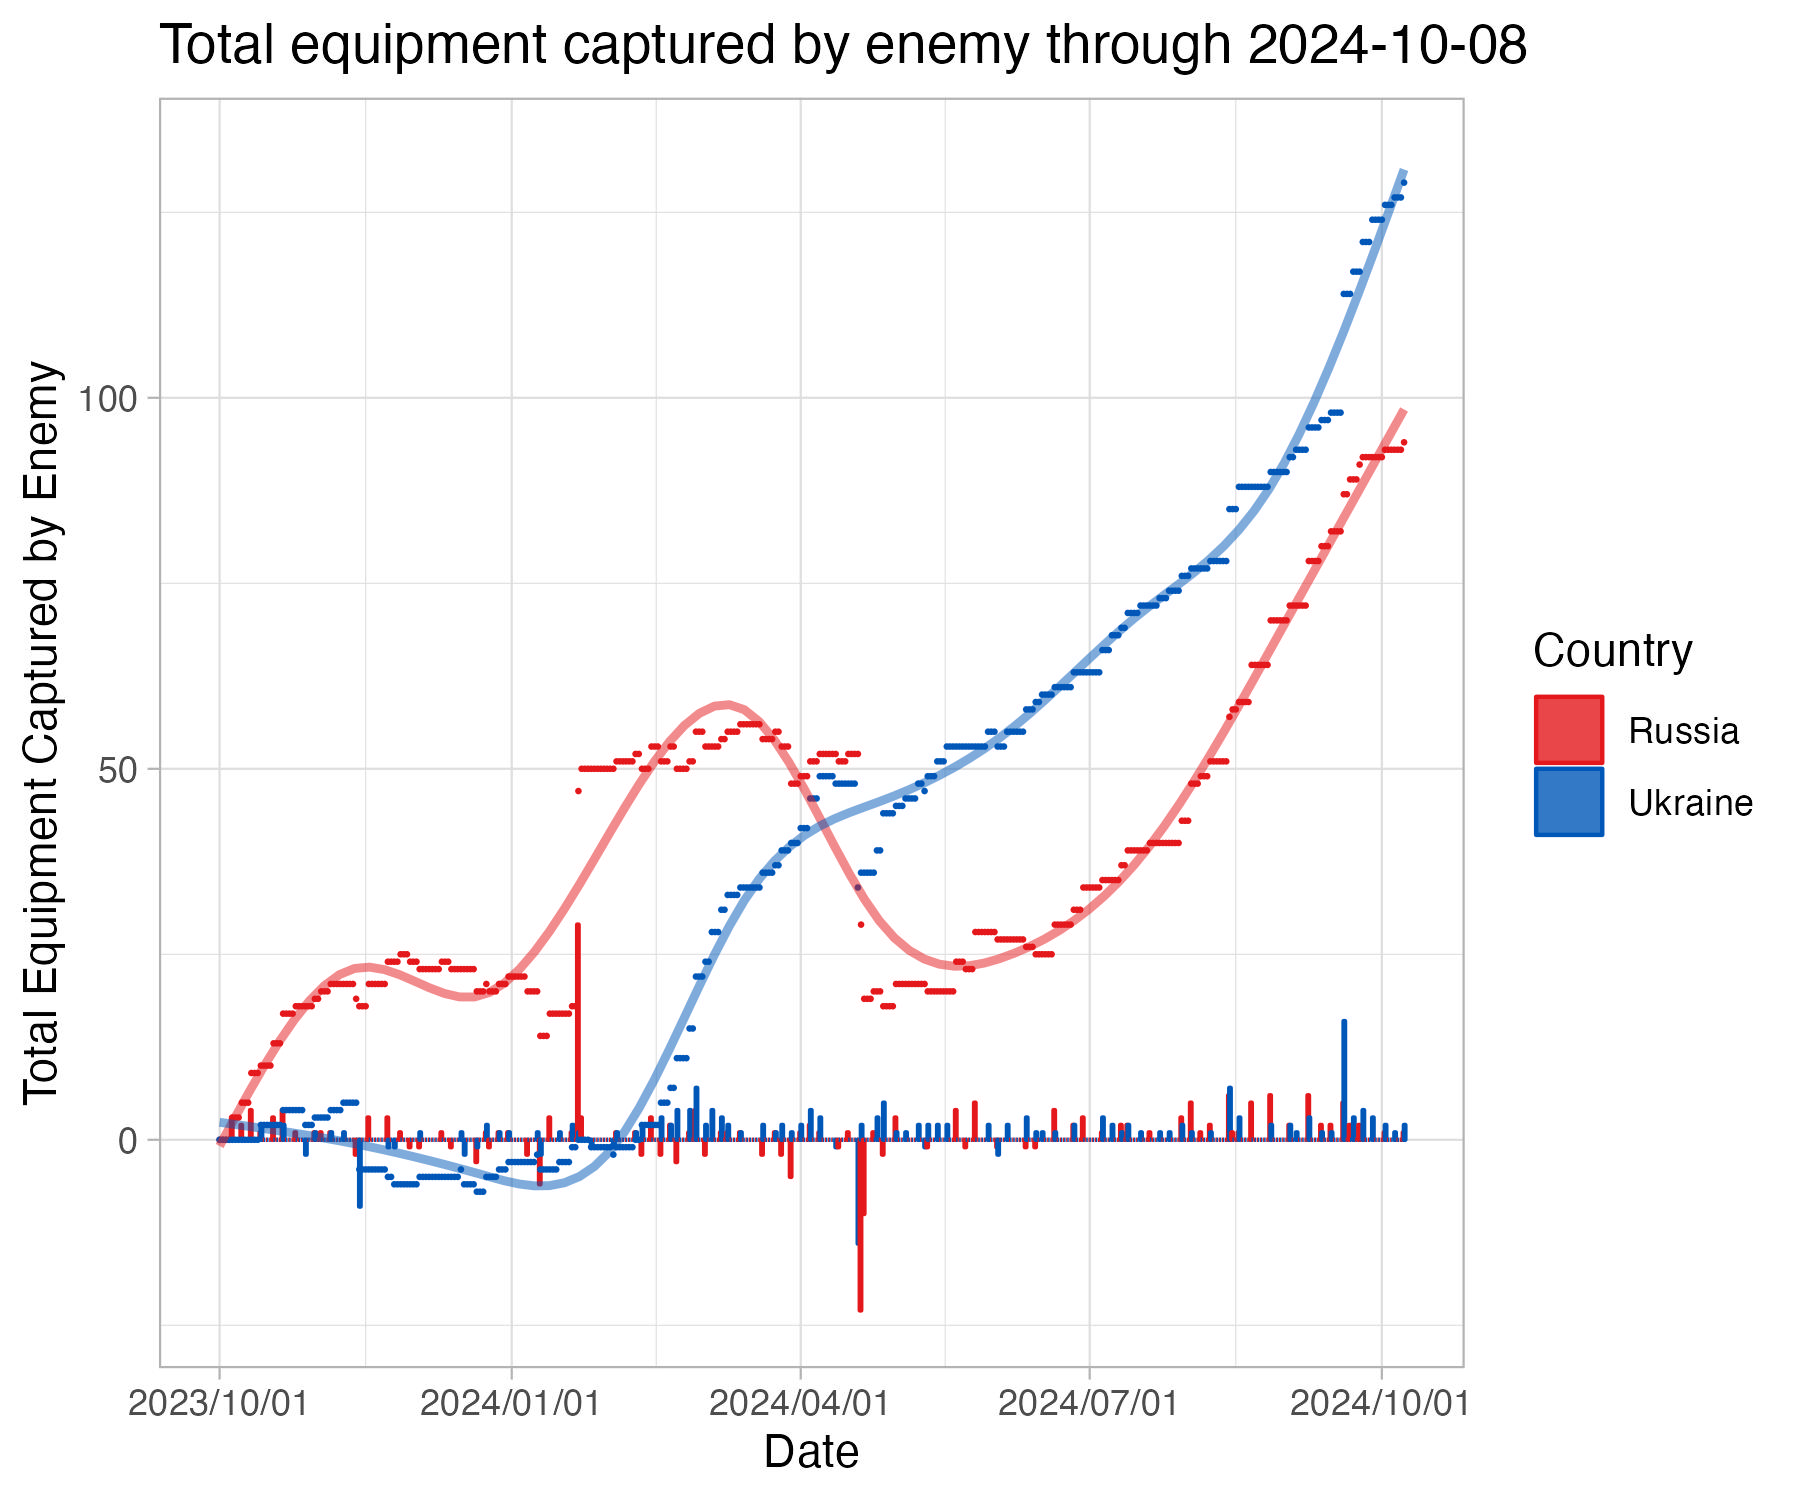 Total equipment captured by enemy through 2024-10-08
Total Equipment Captured by Enemy
100
50
0
2023/10/01 2024/01/01 2024/04/01 2024/07/01 2024/10/01
Date
Country
Russia
Ukraine